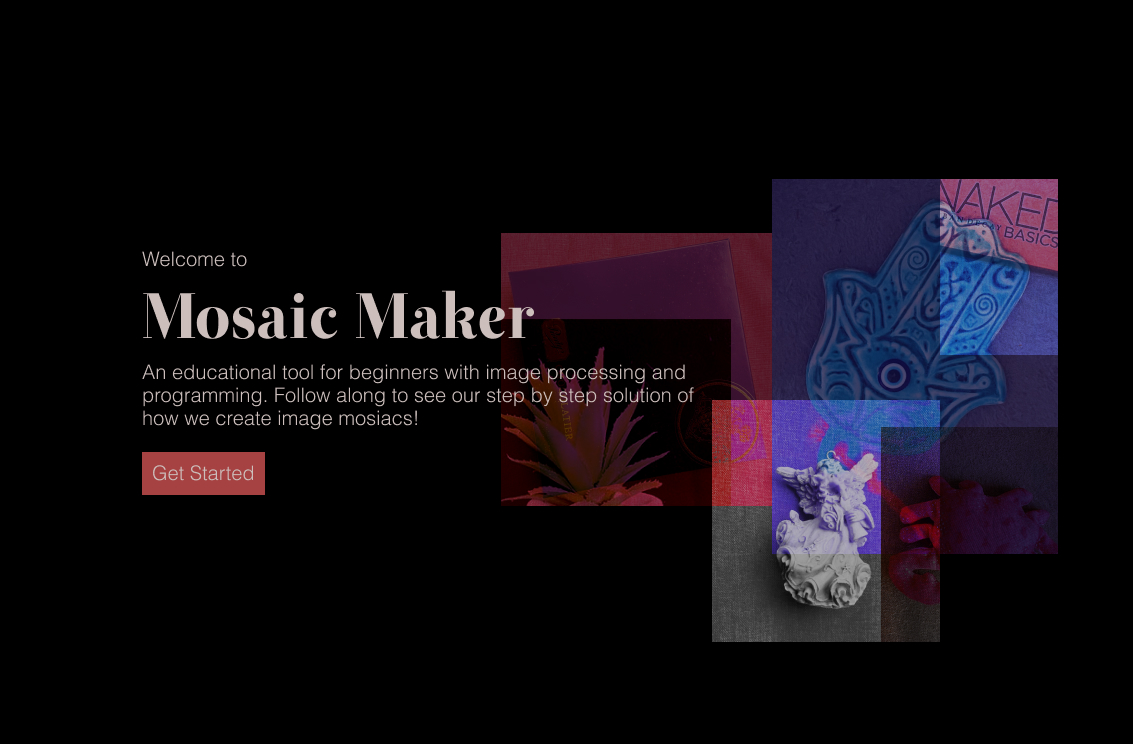 Welcome to
Mosaic Maker
An educational tool for beginners with image processing and
programming. Follow along to see our step by step solution of
how we create image mosiacs!
Get Started
NAKED
BASICS